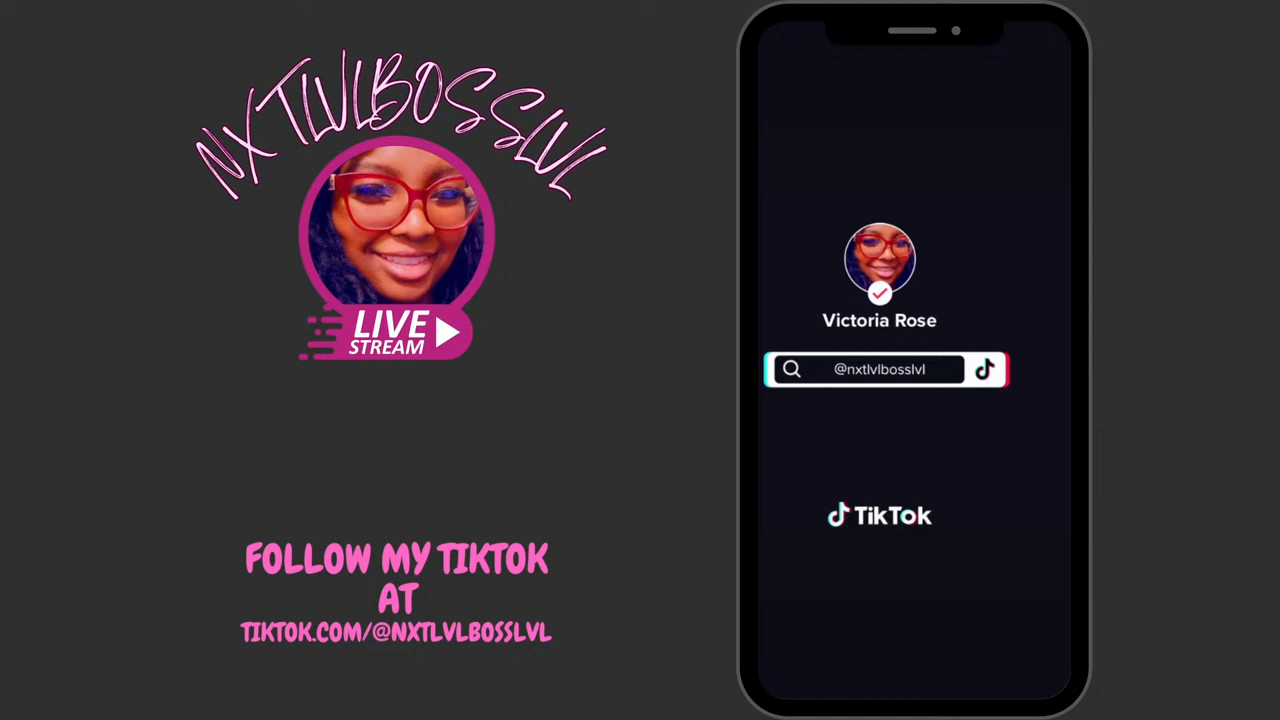 NXTLVLBOSSLVL
LIVE
STREAM
FOLLOW MY TIKTOK
AT
TIKTOK.COM/@NXTLVLBOSSLVL
Victoria Rose
@nxtlvlbosslvl
TikTok